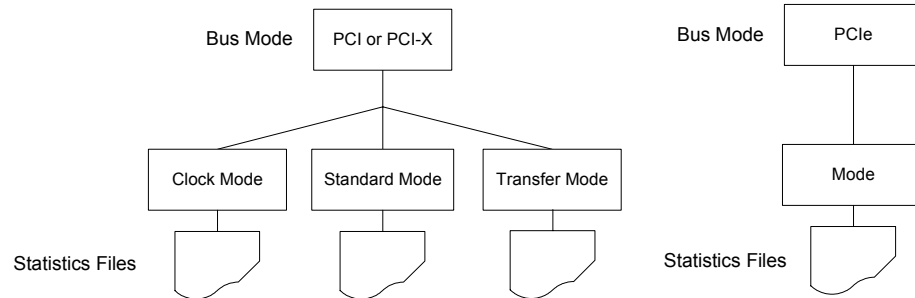 Bus Mode
PCI or PCI-X
Clock Mode
Standard Mode
Transfer Mode
Statistics Files
Bus Mode
PCIe
Mode
Statistics Files